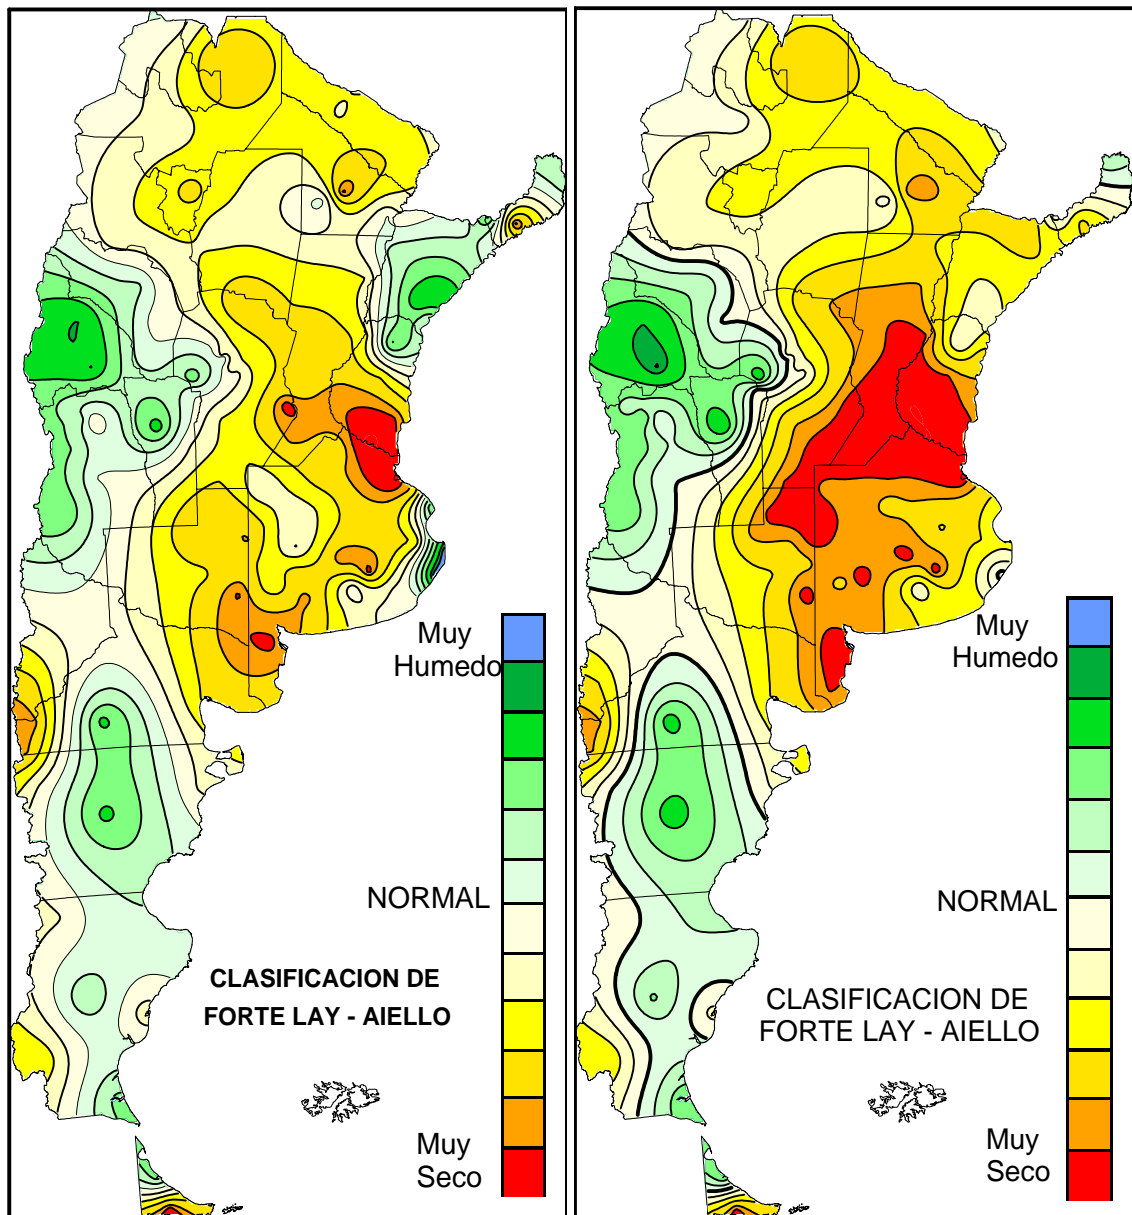 Muy
Humedo
NORMAL
CLASIFICACION DE
FORTE LAY - AIELLO
Muy
Seco
Muy
Humedo
NORMAL
CLASIFICACION DE
FORTE LAY - AIELLO
Muy
Seco